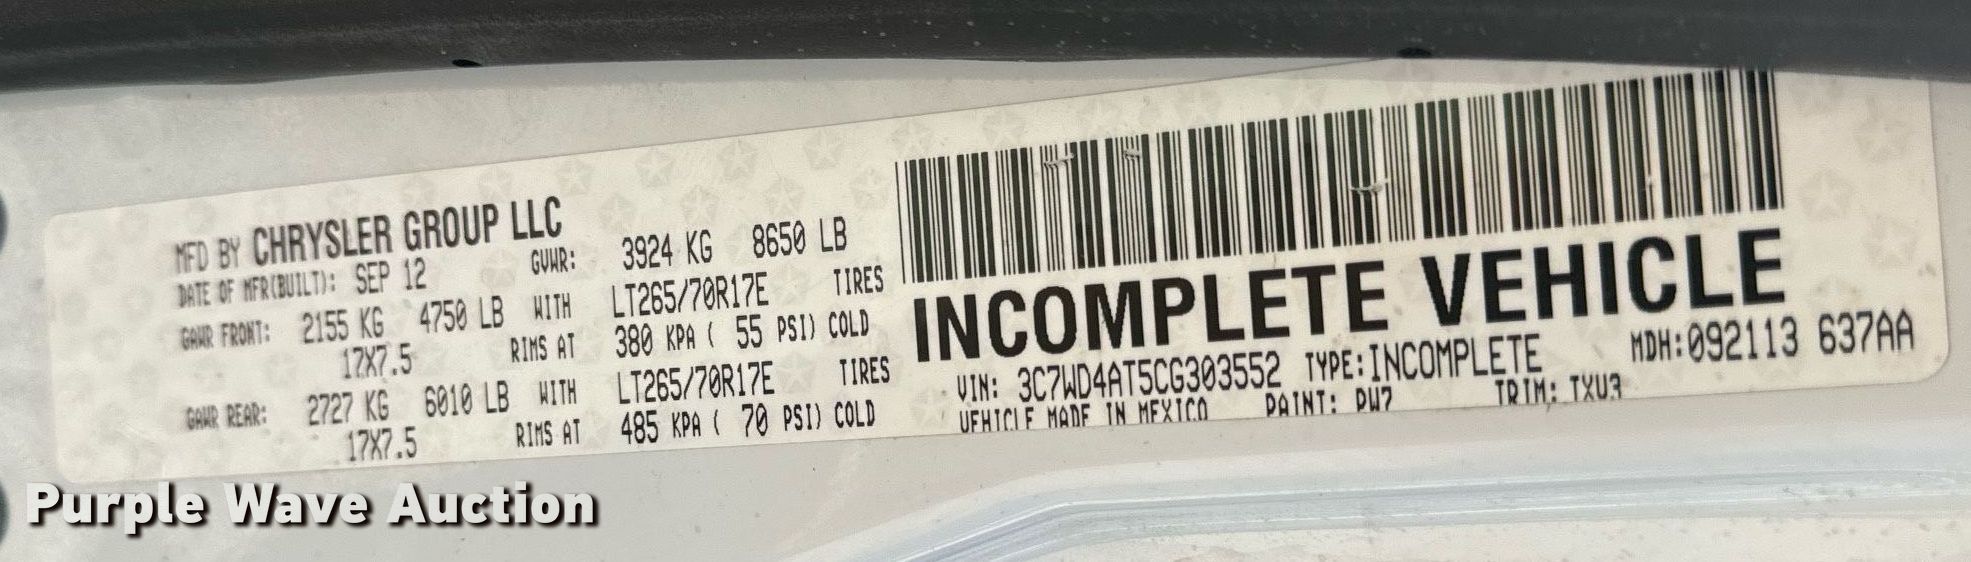 MFD BY CHRYSLER GROUP LLC
DATE OF MFR(BUILT): SEP 12 GVWR: 3924 KG 8650 LB
GAWR FRONT: 2155 KG 4750 LB WITH LT265/70R17E TIRES
17X7.5 RIMS AT 380 KPA ( 55 PSI) COLD
GAWR REAR: 2727 KG 6010 LB WITH LT265/70R17E TIRES
17X7.5 RIMS AT 485 KPA ( 70 PSI) COLD
INCOMPLETE VEHICLE
VIN: 3C7WD4AT5CG303552 TYPE:INCOMPLETE MDH:092113 637AA
VEHICLE MADE IN MEXICO PAINT: PW7 TRIM: TXU3
Purple Wave Auction